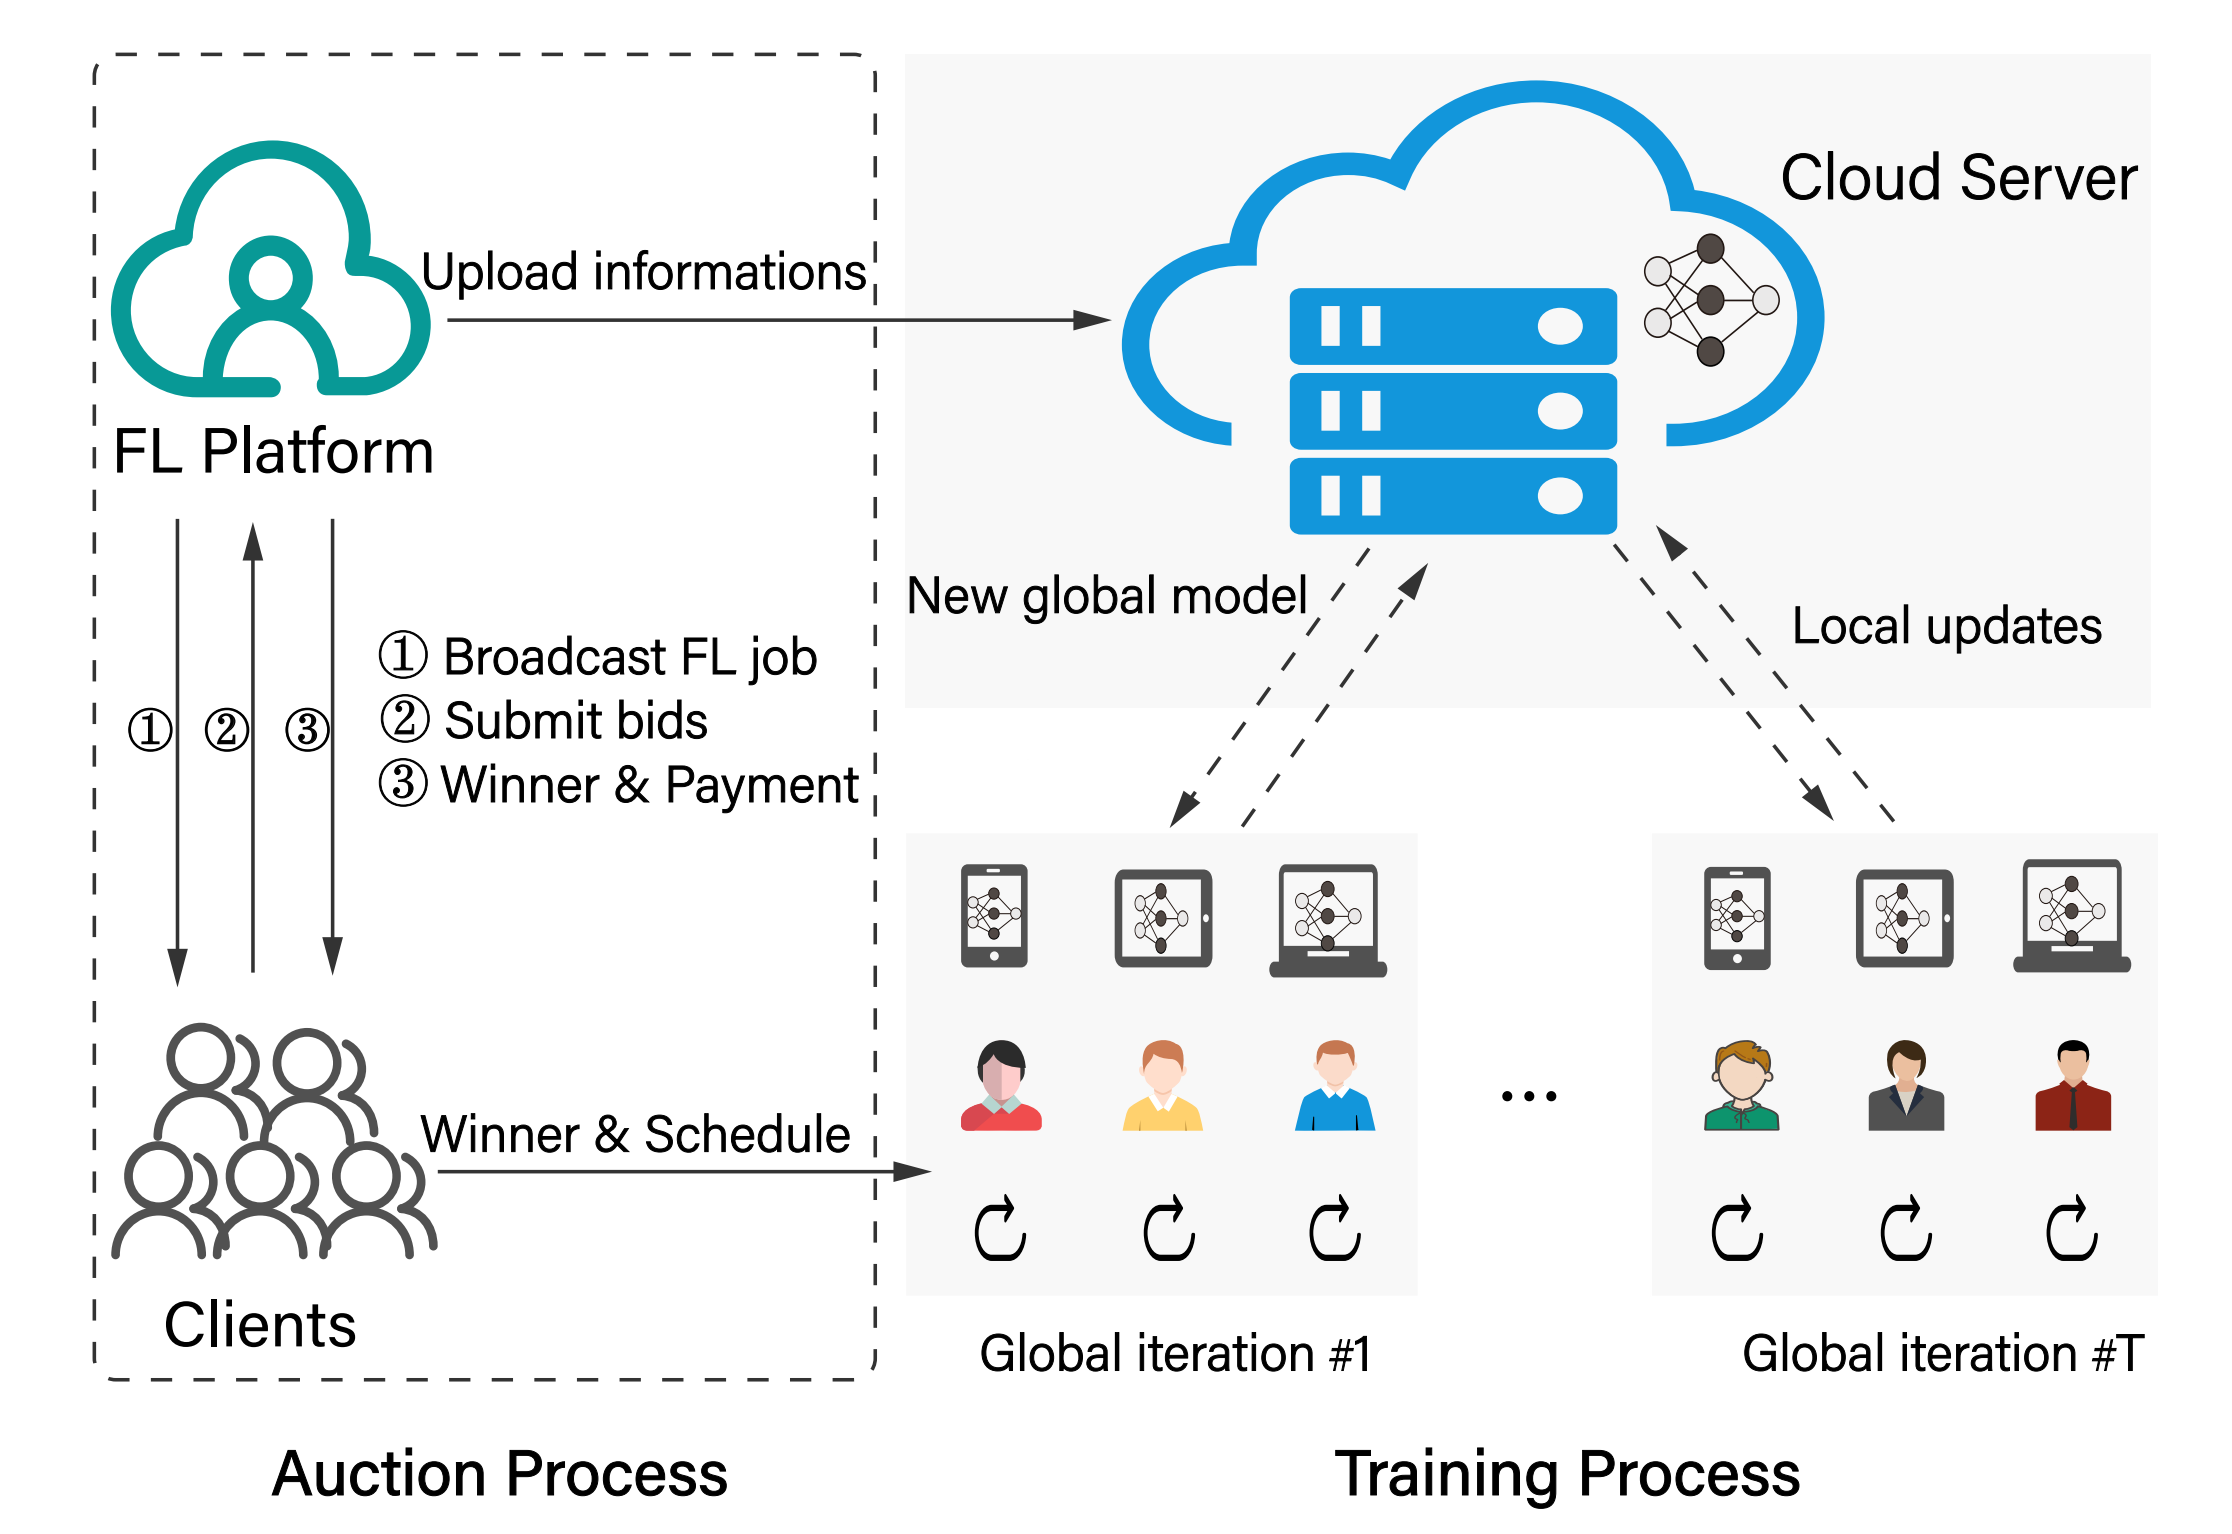 Cloud Server
Upload informations
FL Platform
New global model
Local updates
① Broadcast FL job
② Submit bids
③ Winner & Payment
① ② ③
Winner & Schedule
...
Clients
Global iteration #1
Global iteration #T
Auction Process
Training Process